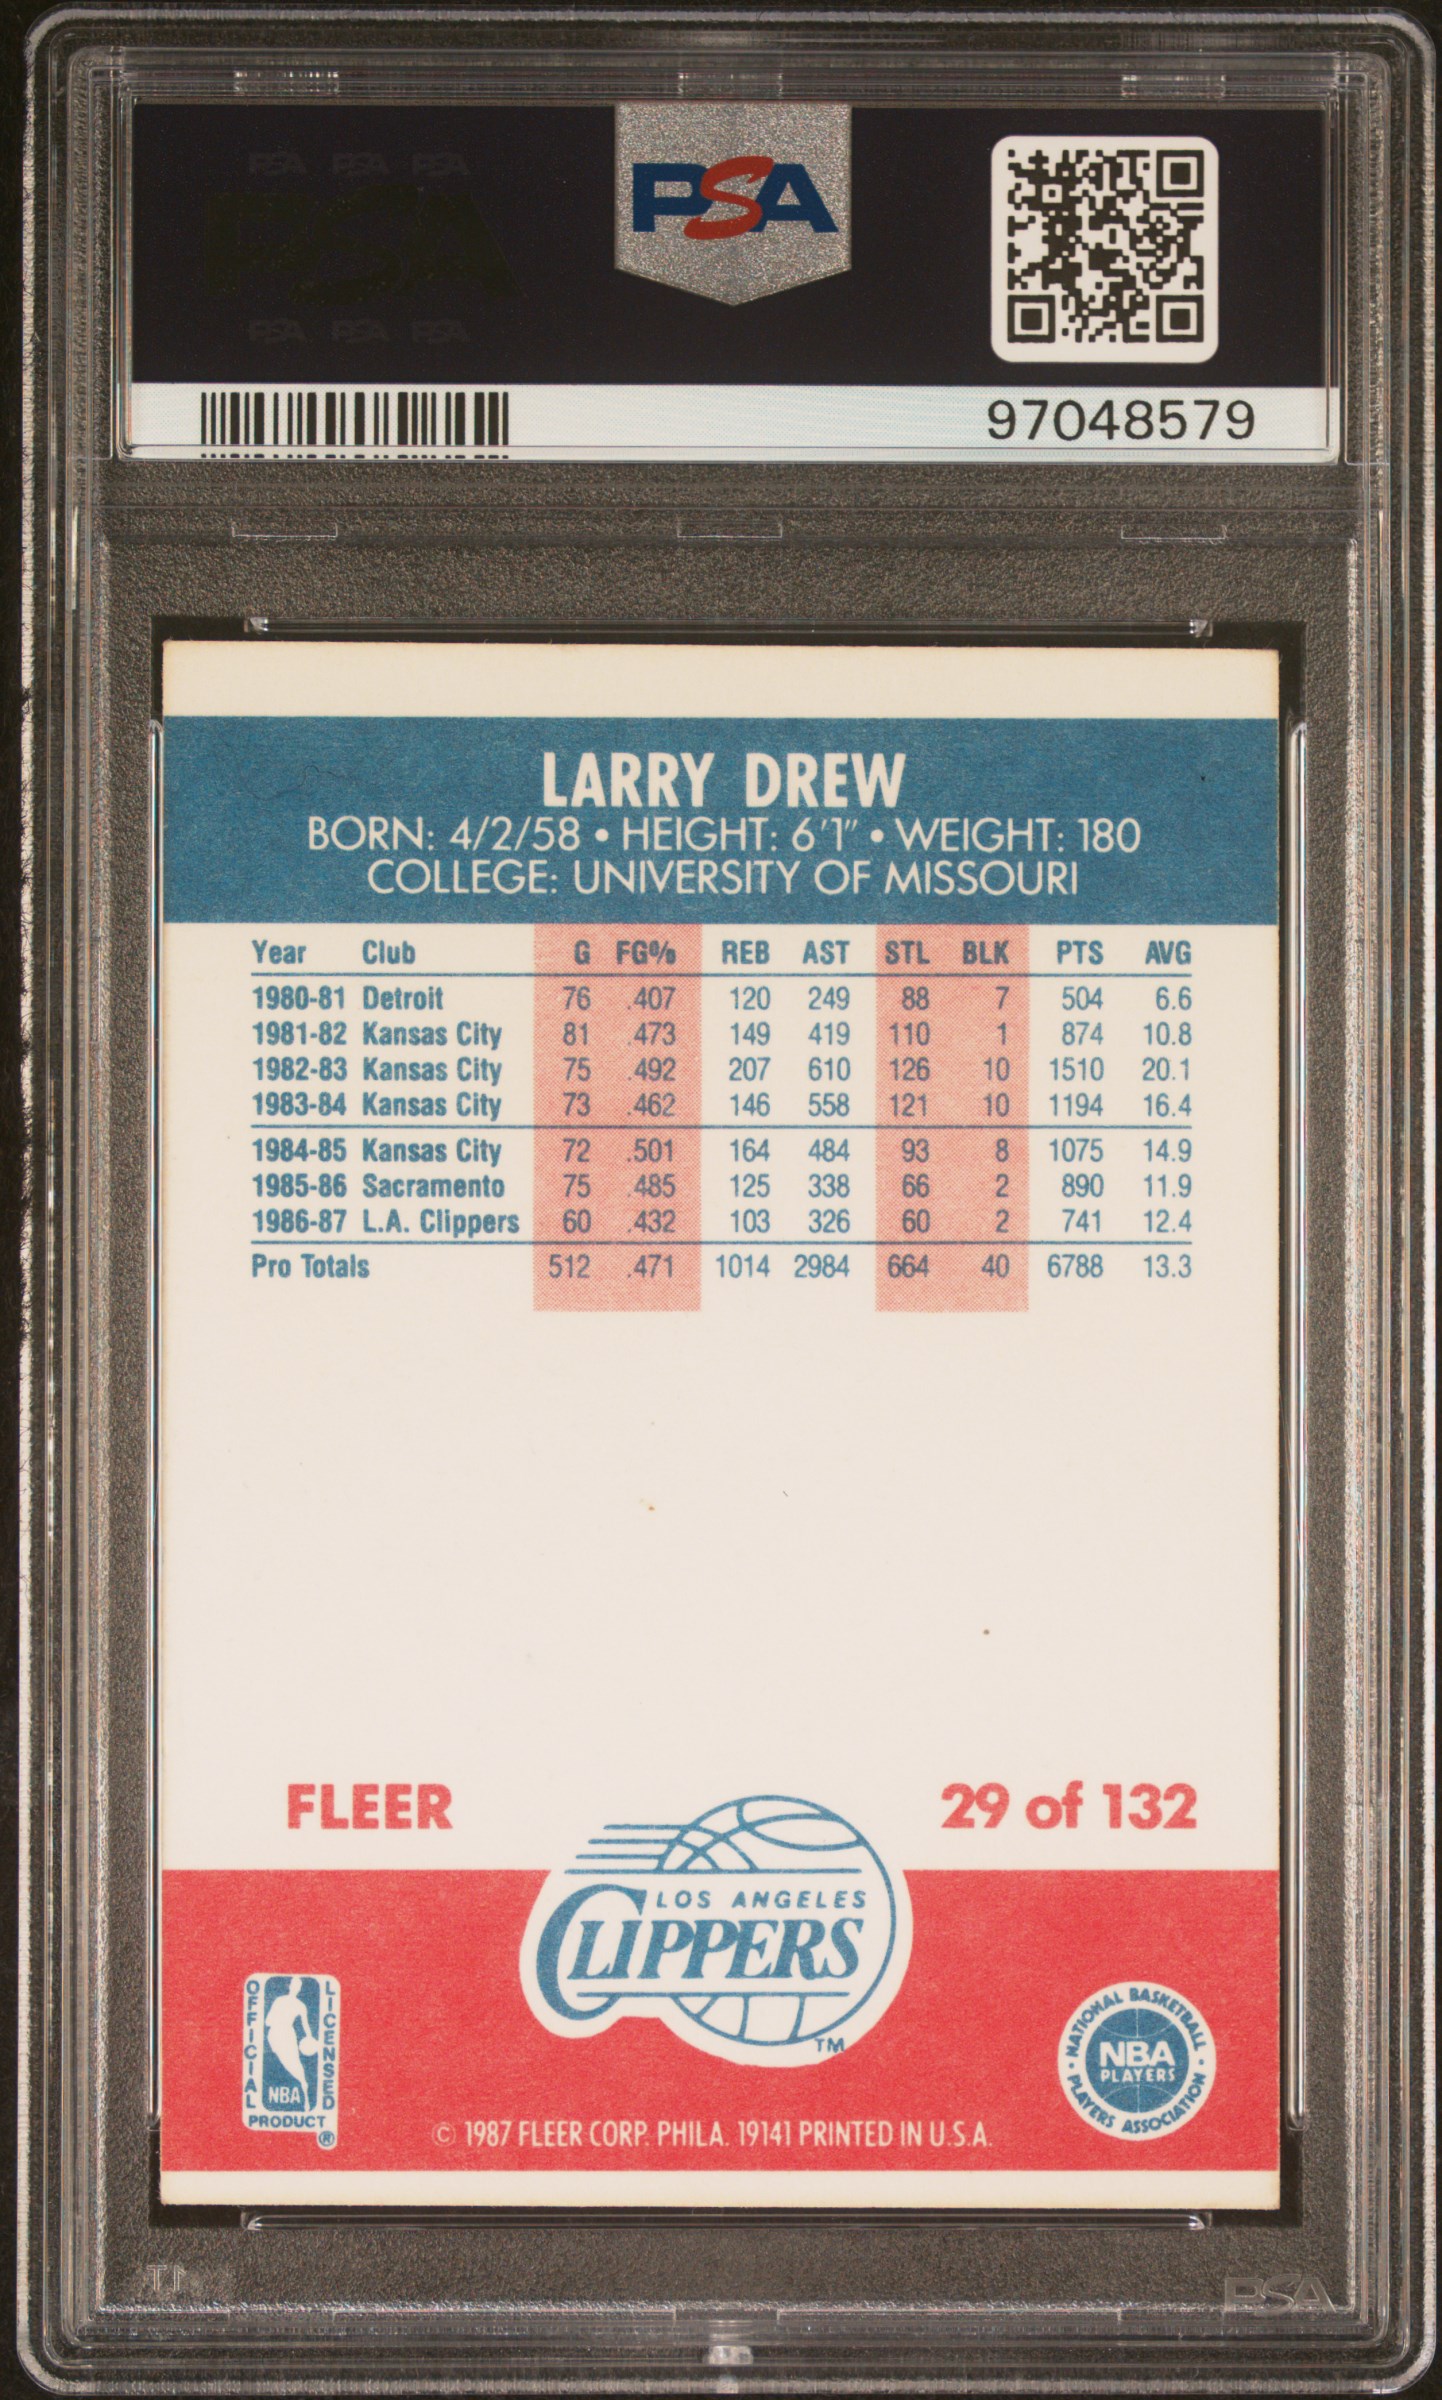 PSA PSA PSA
PSA
PSA PSA PSA
97048579
LARRY DREW
BORN: 4/2/58 • HEIGHT: 6'1" • WEIGHT: 180
COLLEGE: UNIVERSITY OF MISSOURI
Year Club G FG% REB AST STL BLK PTS AVG
1980-81 Detroit 76 .407 120 249 88 7 504 6.6
1981-82 Kansas City 81 .473 149 419 110 1 874 10.8
1982-83 Kansas City 75 .492 207 610 126 10 1510 20.1
1983-84 Kansas City 73 .462 146 558 121 10 1194 16.4
1984-85 Kansas City 72 .501 164 484 93 8 1075 14.9
1985-86 Sacramento 75 .485 125 338 66 2 890 11.9
1986-87 L.A. Clippers 60 .432 103 326 60 2 741 12.4
Pro Totals 512 .471 1014 2984 664 40 6788 13.3
FLEER 29 of 132
LOS ANGELES
CLIPPERS
TM
OFFICIAL LICENSED
NBA
PRODUCT
®
NATIONAL BASKETBALL
NBA
PLAYERS
• PLAYERS ASSOCIATION •
© 1987 FLEER CORP. PHILA. 19141 PRINTED IN U.S.A.
PSA